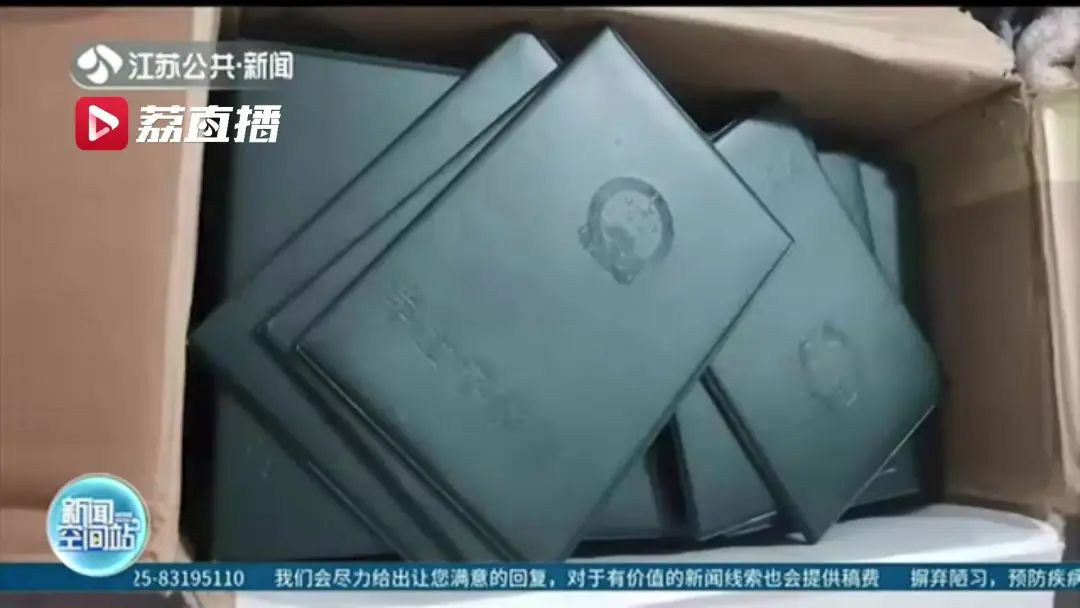 江苏公共·新闻
荔直播
新闻
空间站
25-83195110 我们会尽力给出让您满意的回复，对于有价值的新闻线索也会提供稿费 摒弃陋习，预防疾病